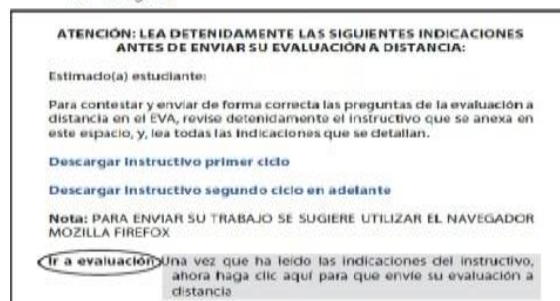 ATENCIÓN: LEA DETENIDAMENTE LAS SIGUIENTES INDICACIONES
ANTES DE ENVIAR SU EVALUACIÓN A DISTANCIA:
Estimado(a) estudiante:
Para contestar y enviar de forma correcta las preguntas de la evaluación a
distancia en el EVA, revise detenidamente el instructivo que se anexa en
este espacio, y, lea todas las indicaciones que se detallan.
Descargar Instructivo primer ciclo
Descargar Instructivo segundo ciclo en adelante
Nota: PARA ENVIAR SU TRABAJO SE SUGIERE UTILIZAR EL NAVEGADOR
MOZILLA FIREFOX
Ir a evaluación Una vez que ha leído las indicaciones del instructivo,
ahora haga clic aquí para que envíe su evaluación a
distancia